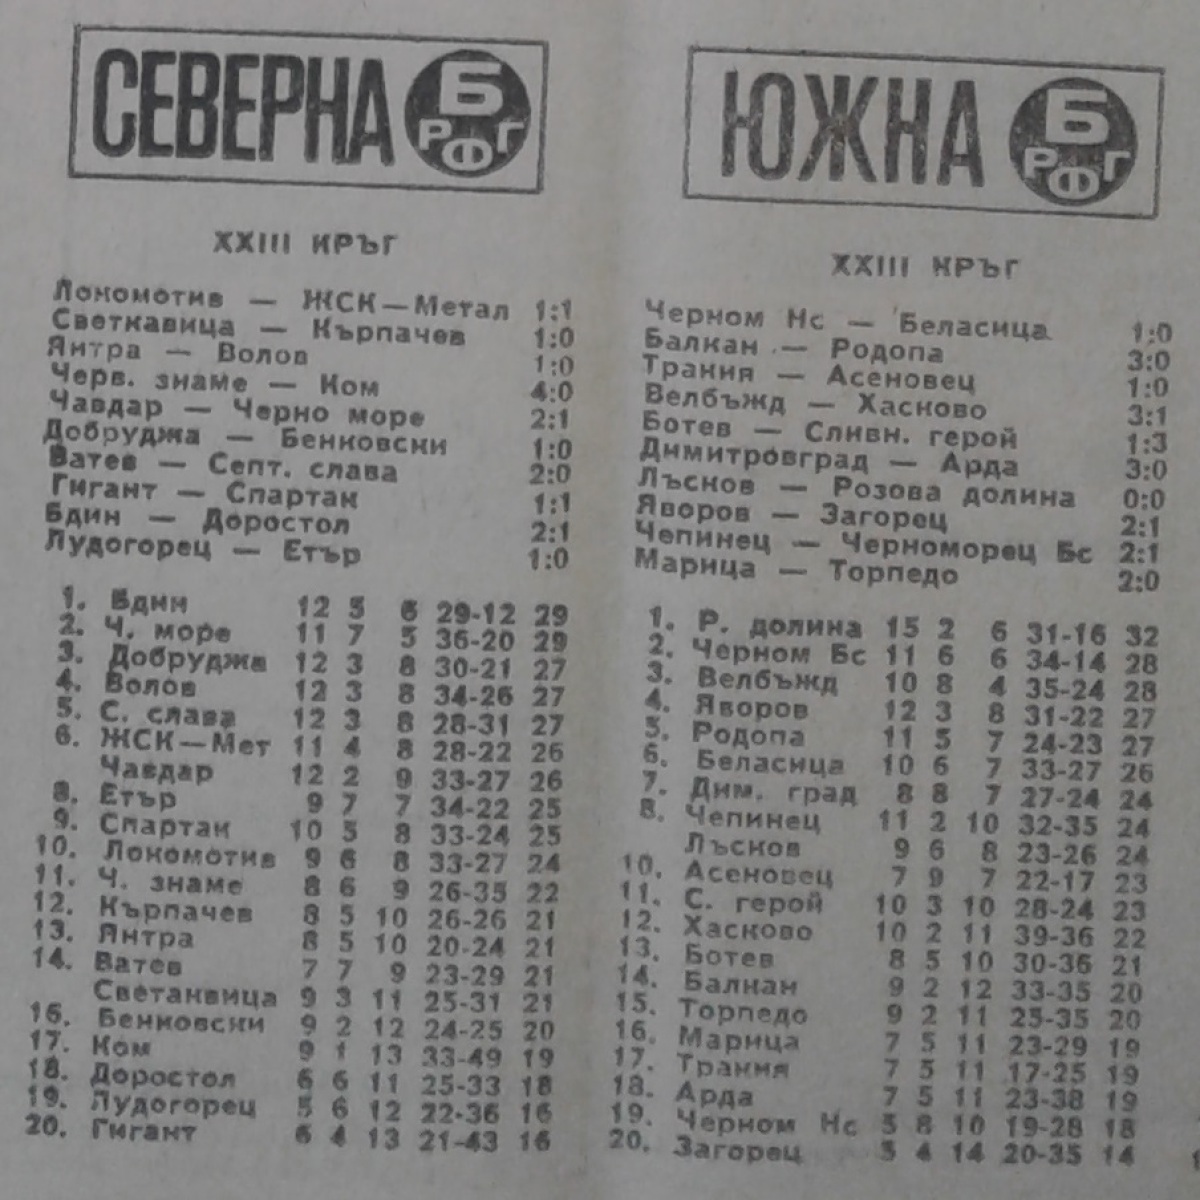 СЕВЕРНА
Б
РФГ
XXIII КРЪГ
Локомотив — ЖСК—Метал 1:1
Светкавица — Кърпачев 1:0
Янтра — Волов 1:0
Черв. знаме — Ком 4:0
Чавдар — Черно море 2:1
Добруджа — Бенковски 1:0
Ватев — Септ. слава 2:0
Гигант — Спартак 1:1
Бдин — Доростол 2:1
Лудогорец — Етър 1:0
1. Бдин 12 5 6 29-12 29
2. Ч. море 11 7 5 36-20 29
3. Добруджа 12 3 8 30-21 27
4. Волов 12 3 8 34-26 27
5. С. слава 12 3 8 28-31 27
6. ЖСК—Мет 11 4 8 28-22 26
Чавдар 12 2 9 33-27 26
8. Етър 9 7 7 34-22 25
9. Спартак 10 5 8 33-24 25
10. Локомотив 9 6 8 33-27 24
11. Ч. знаме 8 6 9 26-35 22
12. Кърпачев 8 5 10 26-26 21
13. Янтра 8 5 10 20-24 21
14. Ватев 7 7 9 23-29 21
Светанвица 9 3 11 25-31 21
16. Бенковски 9 2 12 24-25 20
17. Ком 9 1 13 33-49 19
18. Доростол 6 6 11 25-33 18
19. Лудогорец 5 6 12 22-36 16
20. Гигант 6 4 13 21-43 16
ЮЖНА
Б
РФГ
XXIII КРЪГ
Черном Нс — Беласица 1:0
Балкан — Родопа 3:0
Тракия — Асеновец 1:0
Велбъжд — Хасково 3:1
Ботев — Сливн. герой 1:3
Димитровград — Арда 3:0
Лъсков — Розова долина 0:0
Яворов — Загорец 2:1
Чепинец — Черноморец Бс 2:1
Марица — Торпедо 2:0
1. Р. долина 15 2 6 31-16 32
2. Черном Бс 11 6 6 34-14 28
3. Велбъжд 10 8 4 35-24 28
4. Яворов 12 3 8 31-22 27
5. Родопа 11 5 7 24-23 27
6. Беласица 10 6 7 33-27 26
7. Дим. град 8 8 7 27-24 24
8. Чепинец 11 2 10 32-35 24
Лъсков 9 6 8 23-26 24
10. Асеновец 7 9 7 22-17 23
11. С. герой 10 3 10 28-24 23
12. Хасково 10 2 11 39-36 22
13. Ботев 8 5 10 30-36 21
14. Балкан 9 2 12 33-35 20
15. Торпедо 9 2 11 25-35 20
16. Марица 7 5 11 23-29 19
17. Тракия 7 5 11 17-25 19
18. Арда 7 5 11 23-38 19
19. Черном Нс 5 8 10 19-28 18
20. Загорец 5 4 14 20-35 14